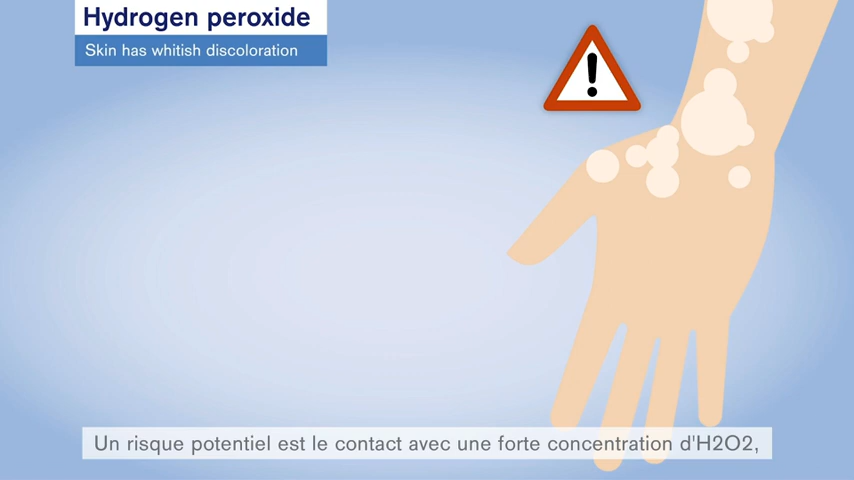 Hydrogen peroxide
Skin has whitish discoloration
!
Un risque potentiel est le contact avec une forte concentration d'H2O2,